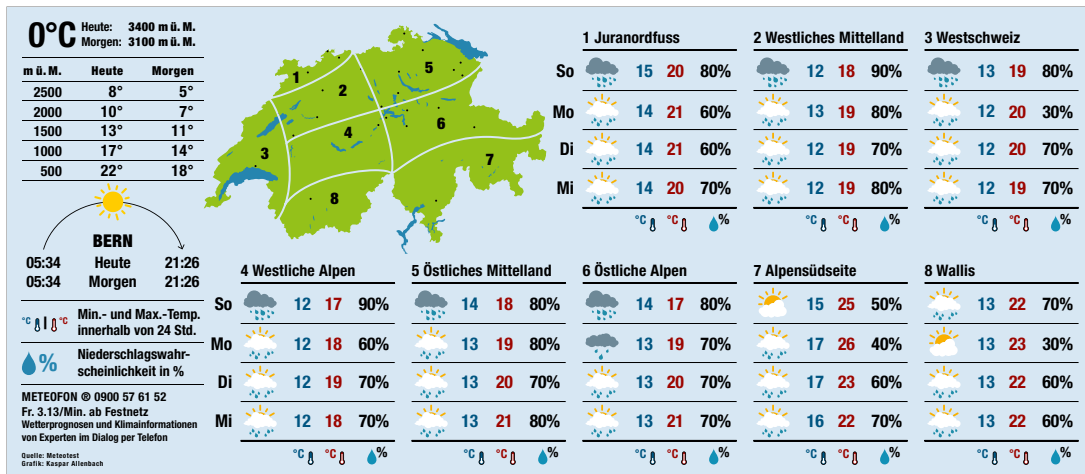 0°C Heute: 3400 m ü. M.
Morgen: 3100 m ü. M.
m ü. M. Heute Morgen
2500 8° 5°
2000 10° 7°
1500 13° 11°
1000 17° 14°
500 22° 18°
BERN
05:34 Heute 21:26
05:34 Morgen 21:26
°C °C Min.- und Max.-Temp.
innerhalb von 24 Std.
% Niederschlagswahr-
scheinlichkeit in %
METEOFON ® 0900 57 61 52
Fr. 3.13/Min. ab Festnetz
Wetterprognosen und Klimainformationen
von Experten im Dialog per Telefon
Quelle: Meteotest
Grafik: Kaspar Allenbach
1
2
3
4
5
6
7
8
1 Juranordfuss
So 15 20 80%
Mo 14 21 60%
Di 14 21 60%
Mi 14 20 70%
°C °C %
2 Westliches Mittelland
12 18 90%
13 19 80%
12 19 70%
12 19 80%
°C °C %
3 Westschweiz
13 19 80%
12 20 30%
12 20 70%
12 19 70%
°C °C %
4 Westliche Alpen
So 12 17 90%
Mo 12 18 60%
Di 12 19 70%
Mi 12 18 70%
°C °C %
5 Östliches Mittelland
14 18 80%
13 19 80%
13 20 70%
13 21 80%
°C °C %
6 Östliche Alpen
14 17 80%
13 19 70%
13 20 70%
13 21 70%
°C °C %
7 Alpensüdseite
15 25 50%
17 26 40%
17 23 60%
16 22 70%
°C °C %
8 Wallis
13 22 70%
13 23 30%
13 22 60%
13 22 60%
°C °C %